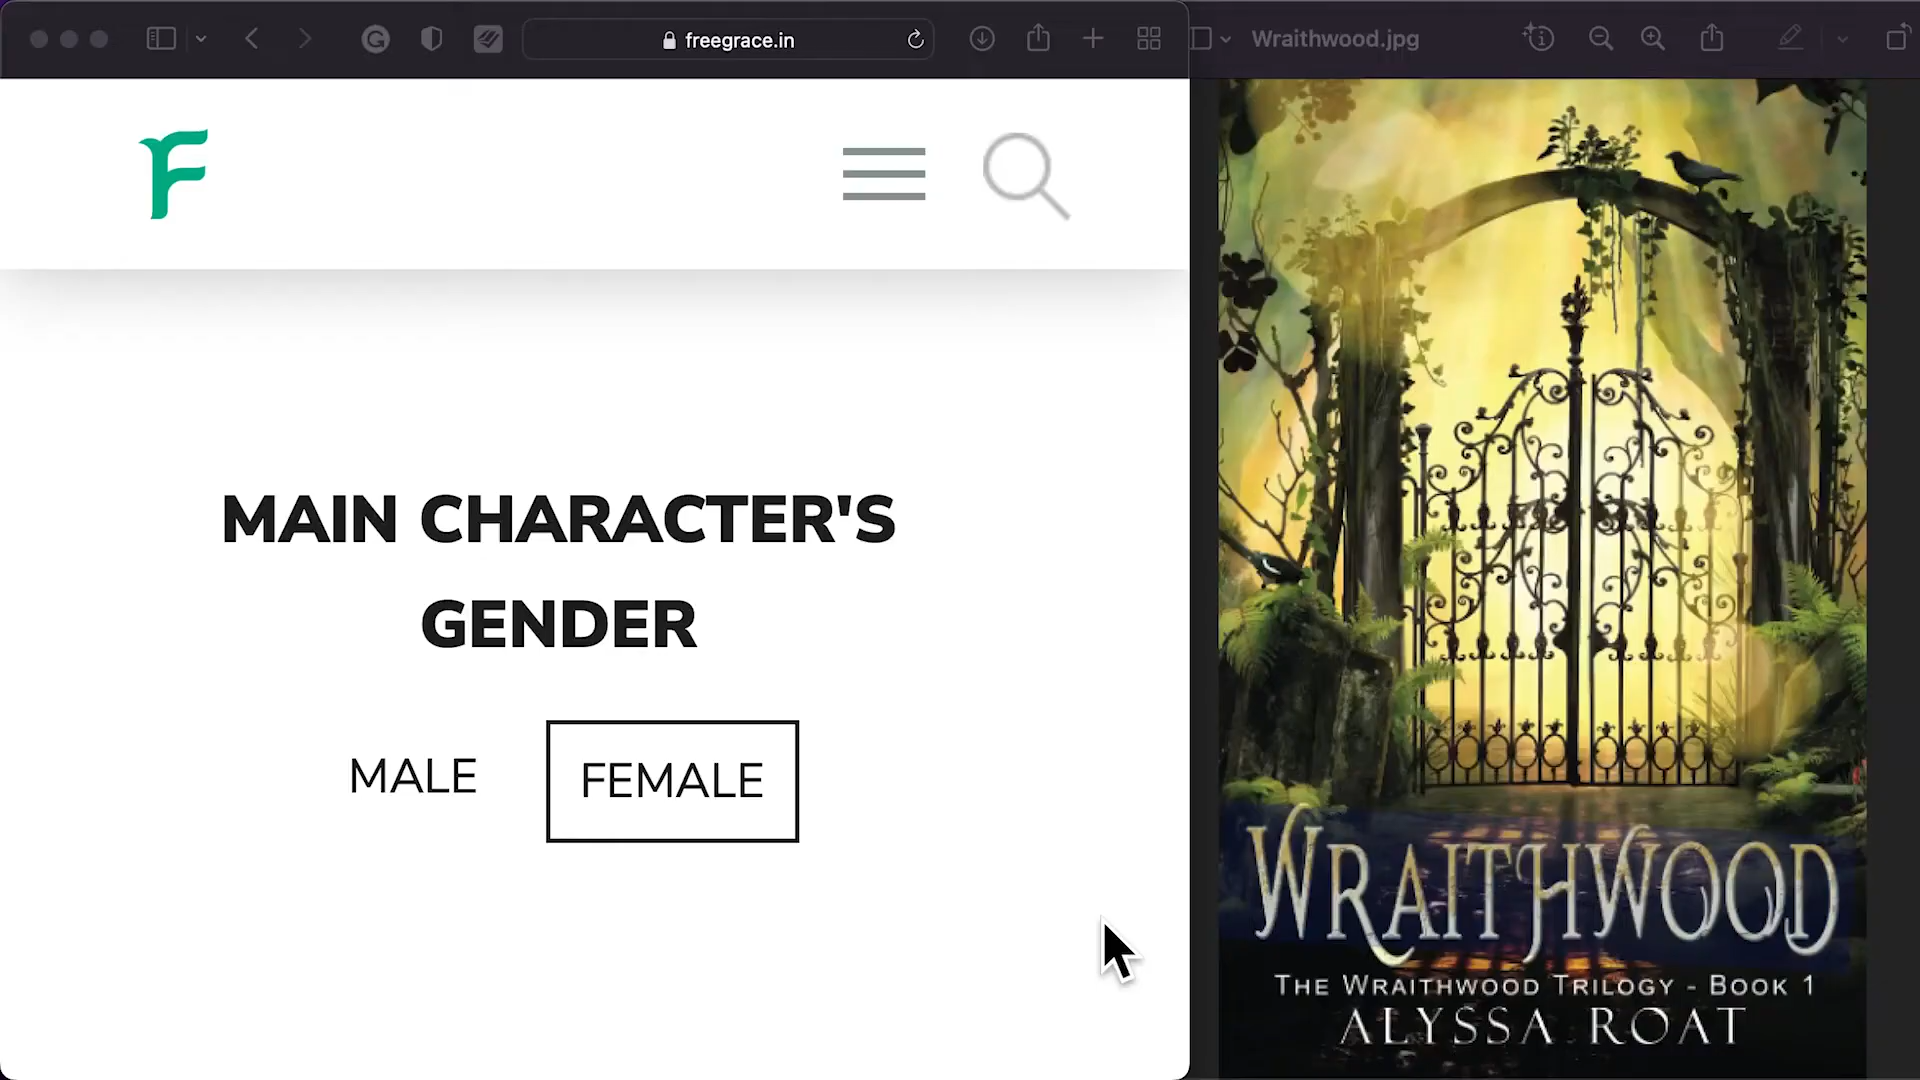 freegrace.in
Wraithwood.jpg
F
MAIN CHARACTER'S
GENDER
MALE
FEMALE
WRAITHWOOD
THE WRAITHWOOD TRILOGY - BOOK 1
ALYSSA ROAT